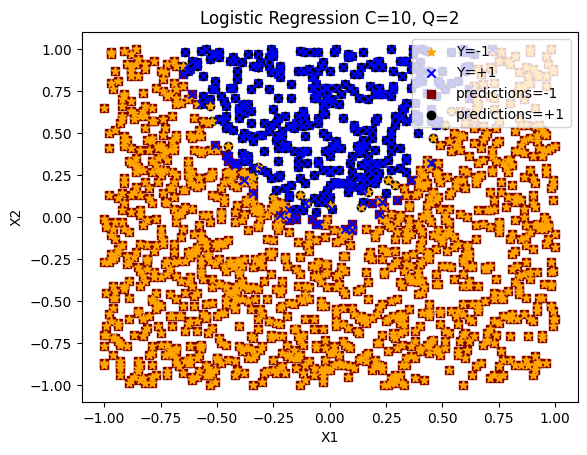 Logistic Regression C=10, Q=2
Y=-1
Y=+1
predictions=-1
predictions=+1
1.00
0.75
0.50
0.25
0.00
−0.25
−0.50
−0.75
−1.00
X2
−1.00 −0.75 −0.50 −0.25 0.00 0.25 0.50 0.75 1.00
X1